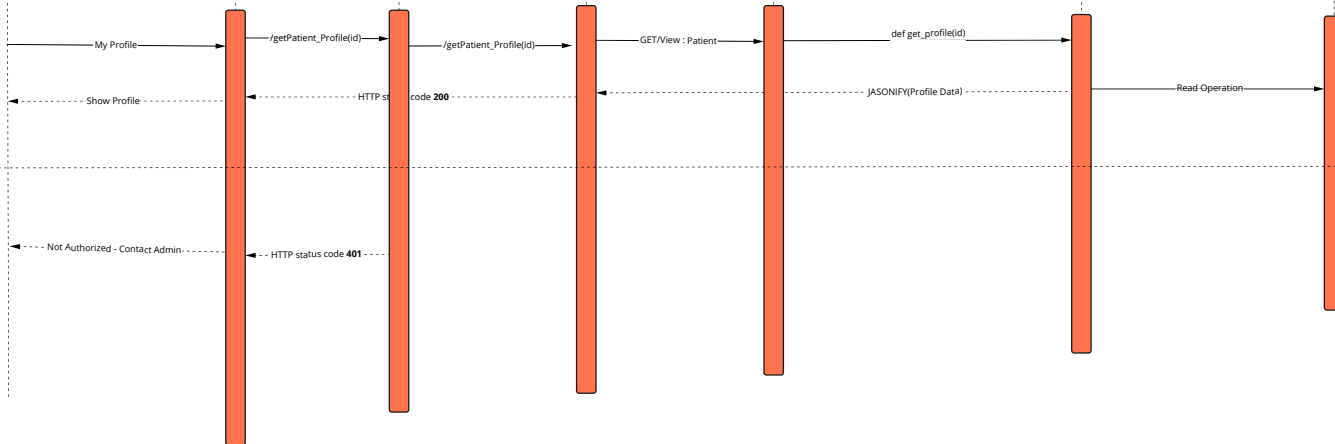 My Profile
/getPatient_Profile(id)
/getPatient_Profile(id)
GET/View : Patient
def get_profile(id)
Show Profile
HTTP status code 200
JASONIFY(Profile Data)
Read Operation
Not Authorized - Contact Admin
HTTP status code 401